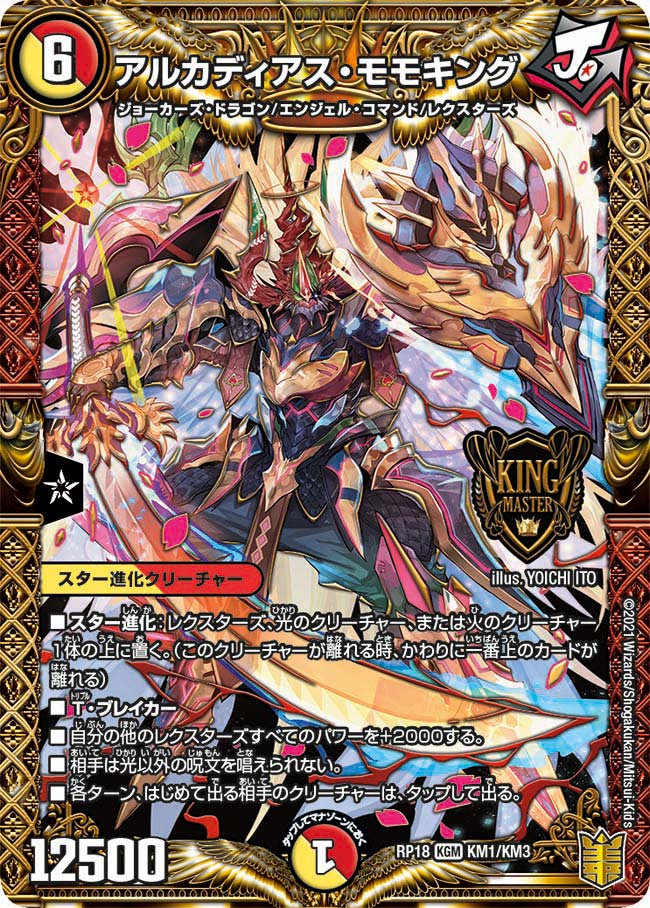 6
アルカディアス・モモキング
J
ジョーカーズ・ドラゴン/エンジェル・コマンド/レクスターズ
KING
MASTER
スター進化クリーチャー
illus. YOICHI ITO
■スター進化:レクスターズ、光のクリーチャー、または火のクリーチャー
1体の上に置く。(このクリーチャーが離れる時、かわりに一番上のカードが
離れる)
■T・ブレイカー
■自分の他のレクスターズすべてのパワーを+2000する。
■相手は光以外の呪文を唱えられない。
■各ターン、はじめて出る相手のクリーチャーは、タップして出る。
©2021 Wizards/Shogakukan/Mitsui-Kids
12500
タップしてマナゾーンにおく
1
RP18 KGM KM1/KM3